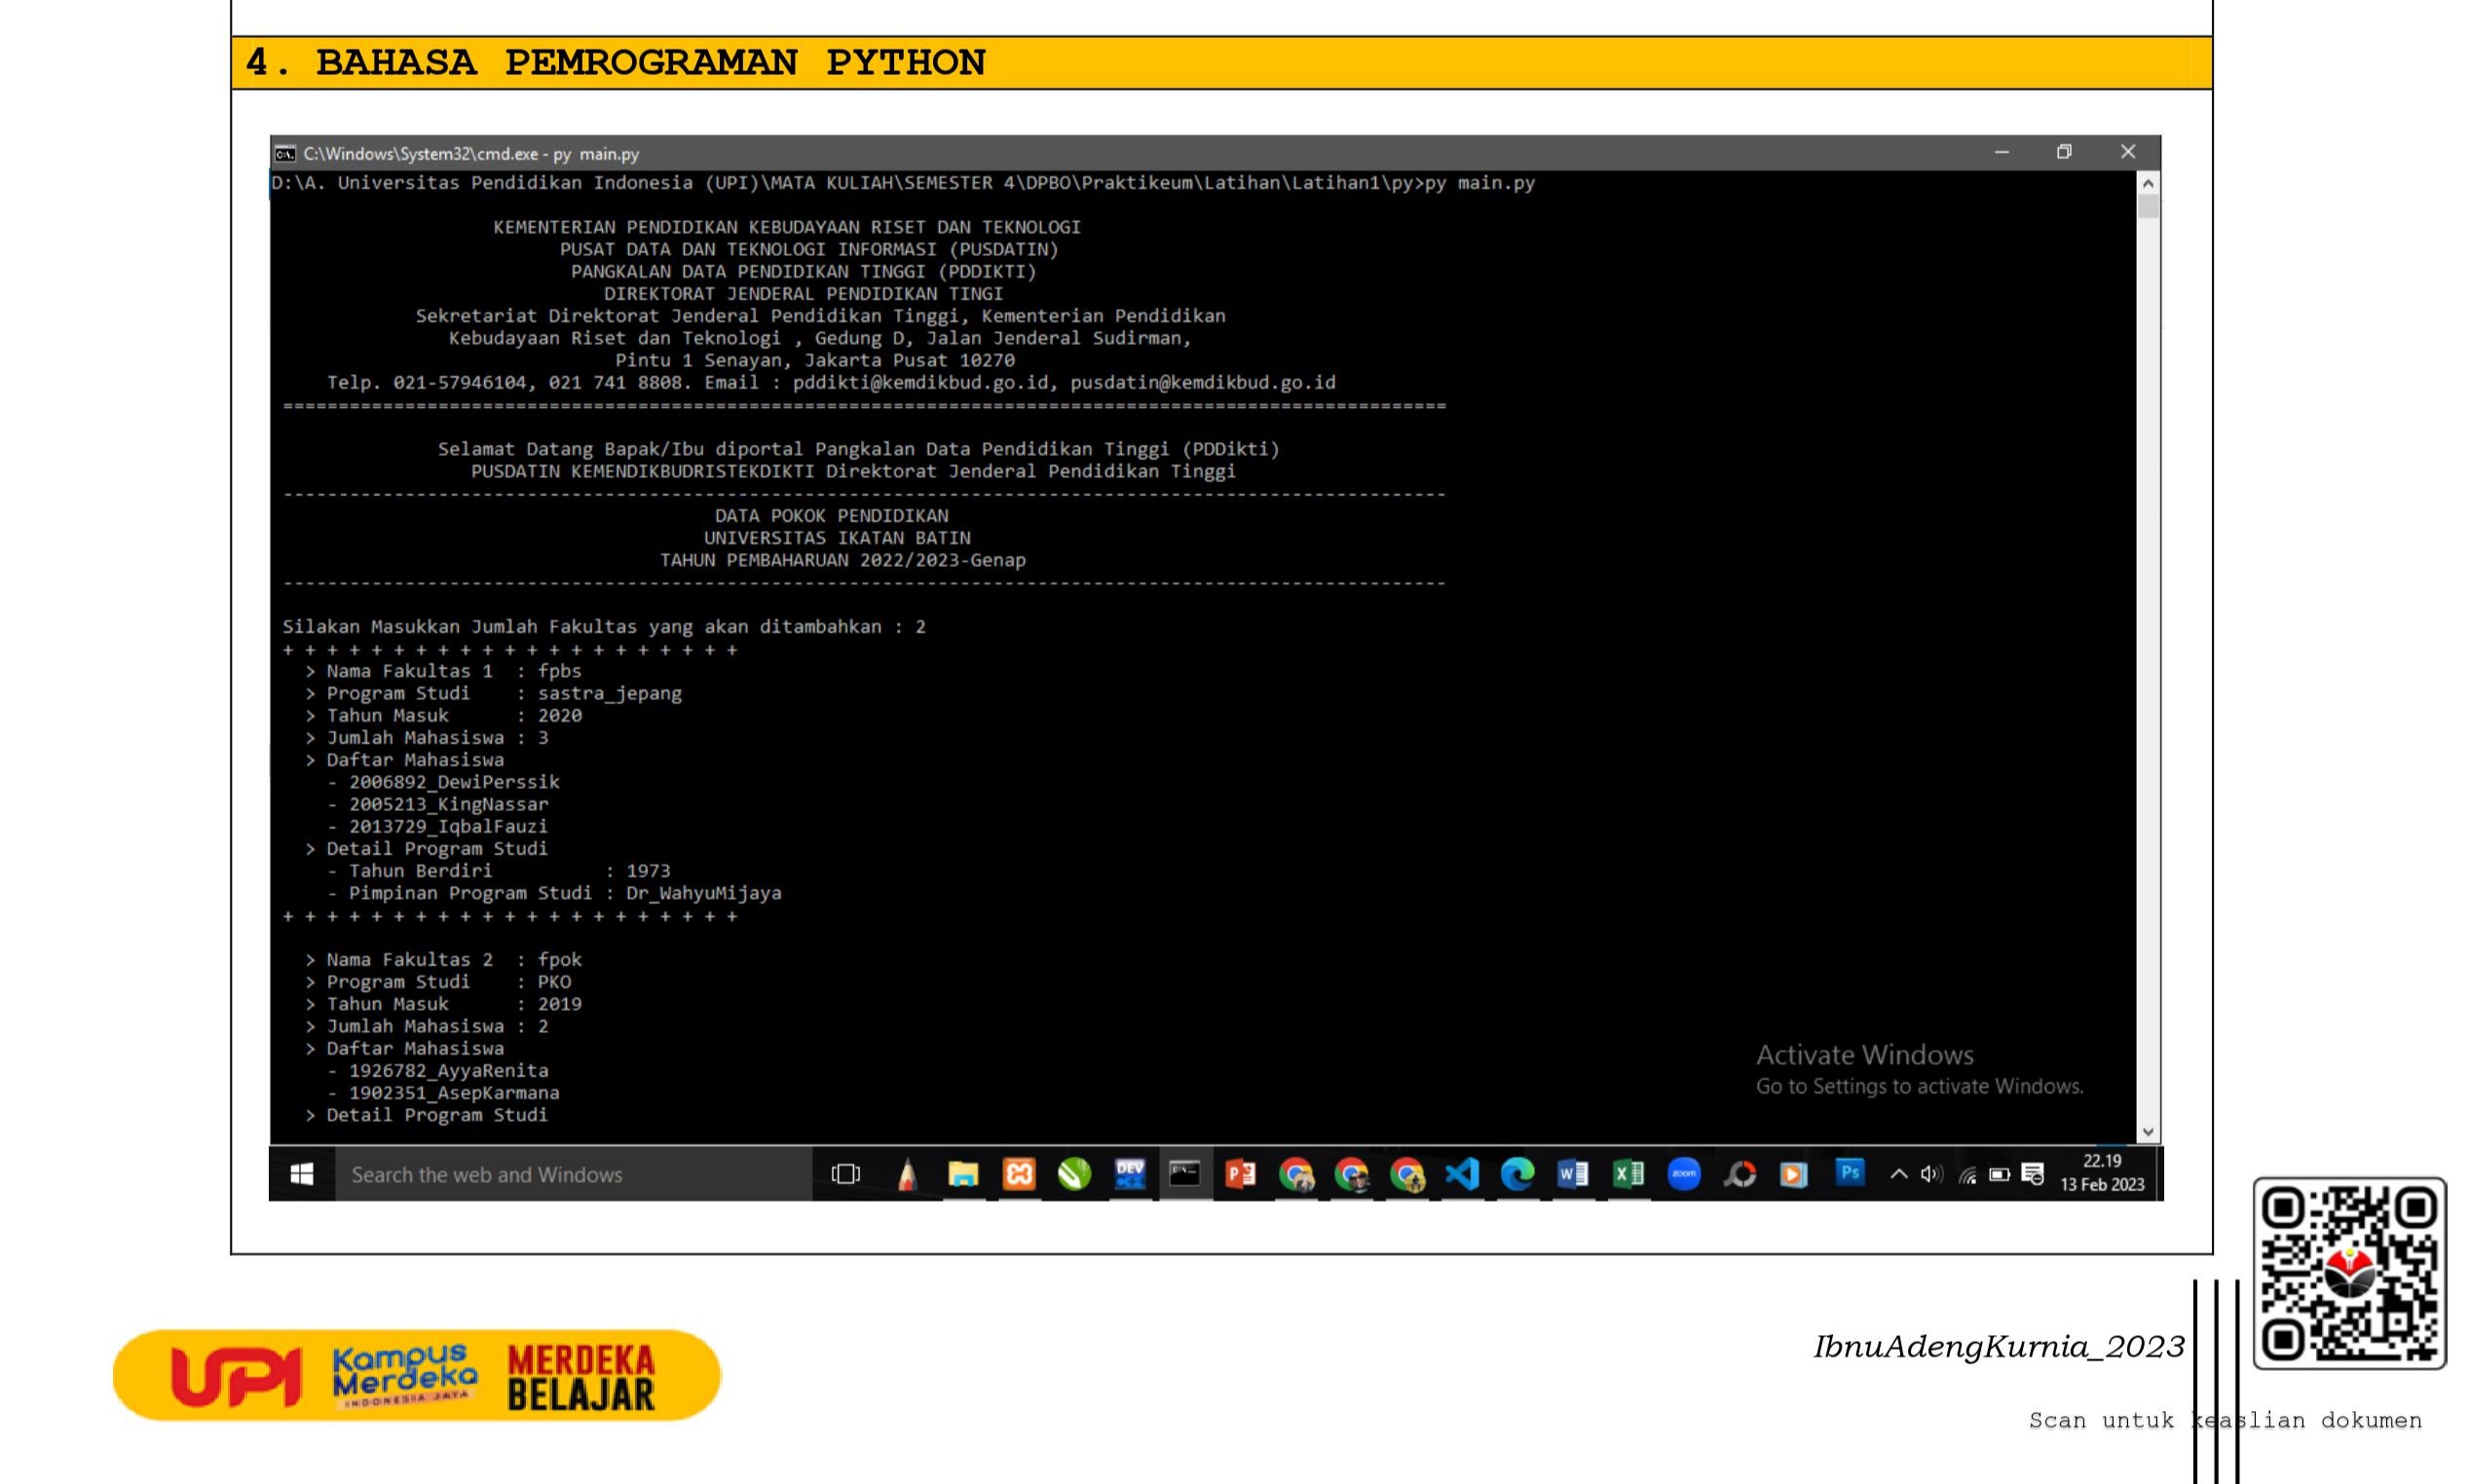 4. BAHASA PEMROGRAMAN PYTHON
C:\Windows\System32\cmd.exe - py main.py
D:\A. Universitas Pendidikan Indonesia (UPI)\MATA KULIAH\SEMESTER 4\DPBO\Praktikeum\Latihan\Latihan1\py>py main.py
KEMENTERIAN PENDIDIKAN KEBUDAYAAN RISET DAN TEKNOLOGI
PUSAT DATA DAN TEKNOLOGI INFORMASI (PUSDATIN)
PANGKALAN DATA PENDIDIKAN TINGGI (PDDIKTI)
DIREKTORAT JENDERAL PENDIDIKAN TINGI
Sekretariat Direktorat Jenderal Pendidikan Tinggi, Kementerian Pendidikan
Kebudayaan Riset dan Teknologi , Gedung D, Jalan Jenderal Sudirman,
Pintu 1 Senayan, Jakarta Pusat 10270
Telp. 021-57946104, 021 741 8808. Email : pddikti@kemdikbud.go.id, pusdatin@kemdikbud.go.id
=========================================================================================================
Selamat Datang Bapak/Ibu diportal Pangkalan Data Pendidikan Tinggi (PDDikti)
PUSDATIN KEMENDIKBUDRISTEKDIKTI Direktorat Jenderal Pendidikan Tinggi
---------------------------------------------------------------------------------------------------------
DATA POKOK PENDIDIKAN
UNIVERSITAS IKATAN BATIN
TAHUN PEMBAHARUAN 2022/2023-Genap
---------------------------------------------------------------------------------------------------------
Silakan Masukkan Jumlah Fakultas yang akan ditambahkan : 2
+ + + + + + + + + + + + + + + + + + + + +
> Nama Fakultas 1 : fpbs
> Program Studi : sastra_jepang
> Tahun Masuk : 2020
> Jumlah Mahasiswa : 3
> Daftar Mahasiswa
- 2006892_DewiPerssik
- 2005213_KingNassar
- 2013729_IqbalFauzi
> Detail Program Studi
- Tahun Berdiri : 1973
- Pimpinan Program Studi : Dr_WahyuMijaya
+ + + + + + + + + + + + + + + + + + + + +
> Nama Fakultas 2 : fpok
> Program Studi : PKO
> Tahun Masuk : 2019
> Jumlah Mahasiswa : 2
> Daftar Mahasiswa
- 1926782_AyyaRenita
- 1902351_AsepKarmana
> Detail Program Studi
Activate Windows
Go to Settings to activate Windows.
Search the web and Windows
DEV
zoom
Ps
22.19
13 Feb 2023
UPI
Kampus
Merdeka
INDONESIA JAYA
MERDEKA
BELAJAR
IbnuAdengKurnia_2023
Scan untuk keaslian dokumen